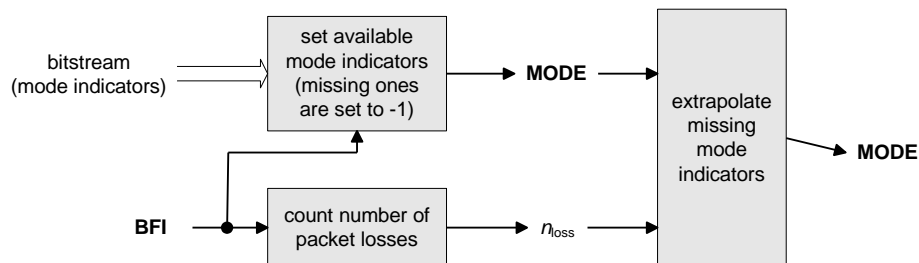 bitstream
(mode indicators)
set available
mode indicators
(missing ones
are set to -1)
MODE
extrapolate
missing
mode
indicators
MODE
BFI
count number of
packet losses
nloss